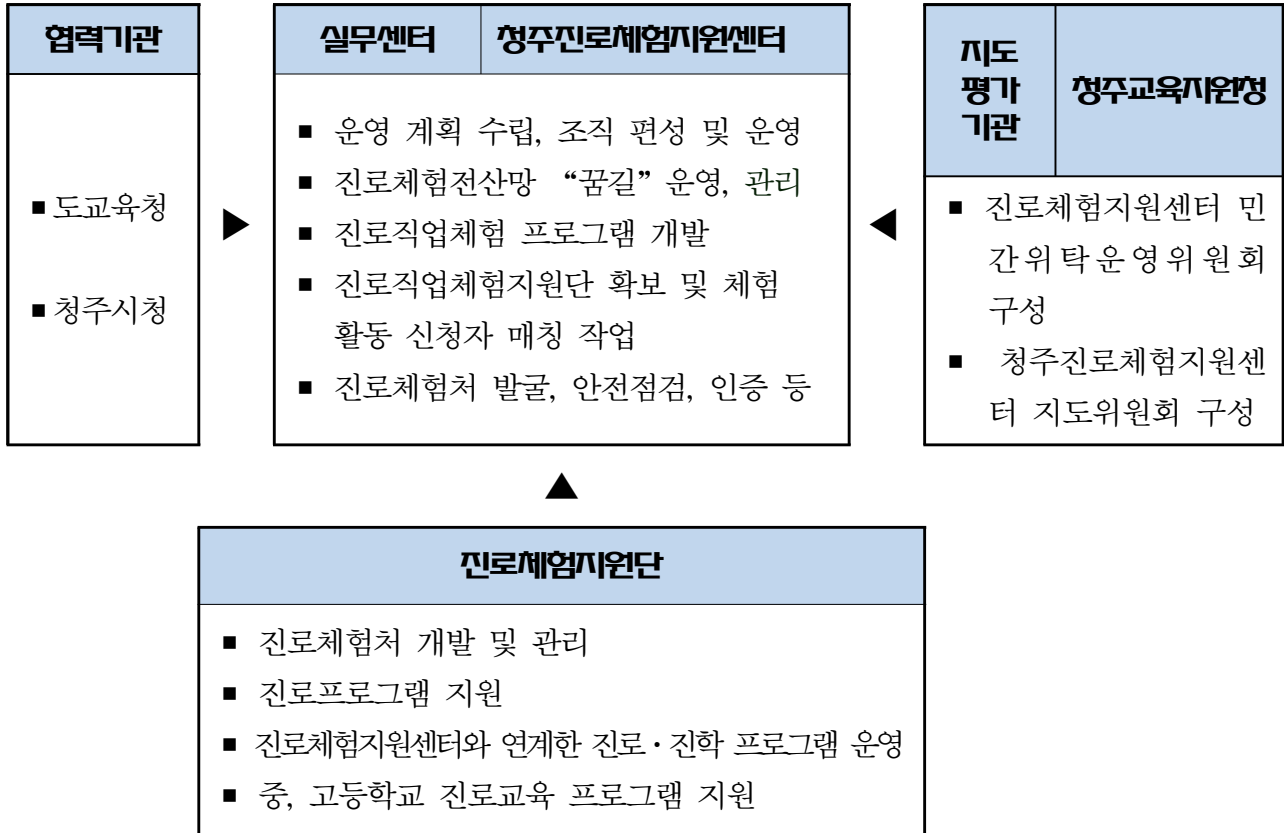 협력기관
■ 도교육청
■ 청주시청
▶
실무센터 청주진로체험지원센터
■ 운영 계획 수립, 조직 편성 및 운영
■ 진로체험전산망 “꿈길” 운영, 관리
■ 진로직업체험 프로그램 개발
■ 진로직업체험지원단 확보 및 체험
활동 신청자 매칭 작업
■ 진로체험처 발굴, 안전점검, 인증 등
◀
지도
평가
기관
청주교육지원청
■ 진로체험지원센터 민
간위탁운영위원회
구성
■ 청주진로체험지원센
터 지도위원회 구성
▲
진로체험지원단
■ 진로체험처 개발 및 관리
■ 진로프로그램 지원
■ 진로체험지원센터와 연계한 진로·진학 프로그램 운영
■ 중, 고등학교 진로교육 프로그램 지원